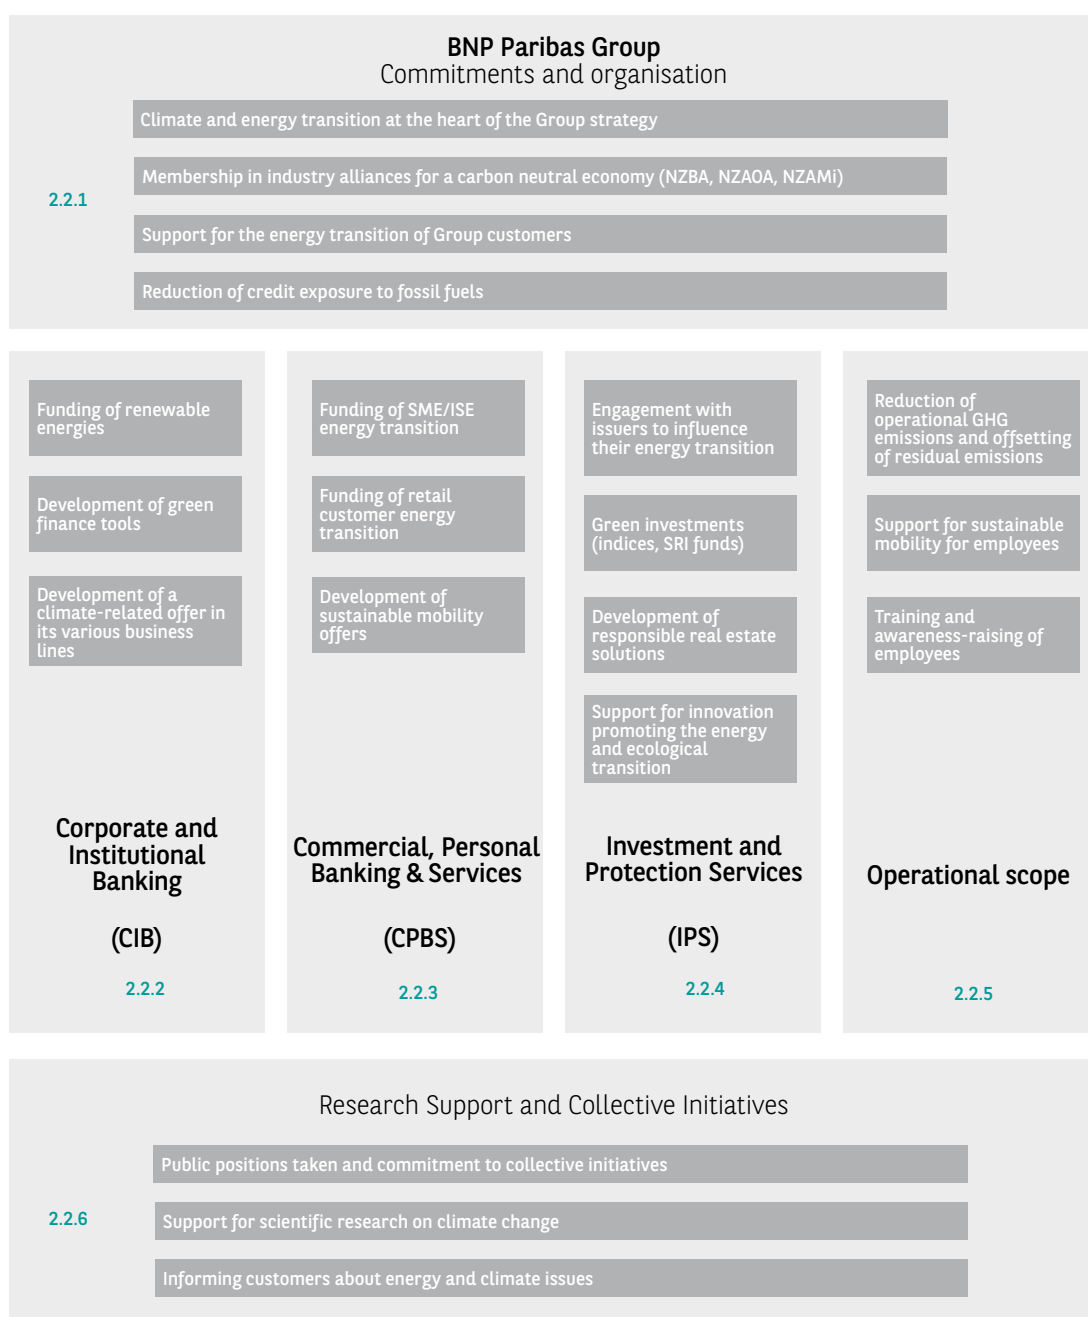 BNP Paribas Group
Commitments and organisation
Climate and energy transition at the heart of the Group strategy
Membership in industry alliances for a carbon neutral economy (NZBA, NZAOA, NZAMi)
2.2.1
Support for the energy transition of Group customers
Reduction of credit exposure to fossil fuels
Funding of renewable
energies
Development of green
finance tools
Development of a
climate-related offer in
its various business
lines
Corporate and
Institutional
Banking
(CIB)
2.2.2
Funding of SME/ISE
energy transition
Funding of retail
customer energy
transition
Development of
sustainable mobility
offers
Commercial, Personal
Banking & Services
(CPBS)
2.2.3
Engagement with
issuers to influence
their energy transition
Green investments
(indices, SRI funds)
Development of
responsible real estate
solutions
Support for innovation
promoting the energy
and ecological
transition
Investment and
Protection Services
(IPS)
2.2.4
Reduction of
operational GHG
emissions and offsetting
of residual emissions
Support for sustainable
mobility for employees
Training and
awareness-raising of
employees
Operational scope
2.2.5
Research Support and Collective Initiatives
Public positions taken and commitment to collective initiatives
2.2.6
Support for scientific research on climate change
Informing customers about energy and climate issues